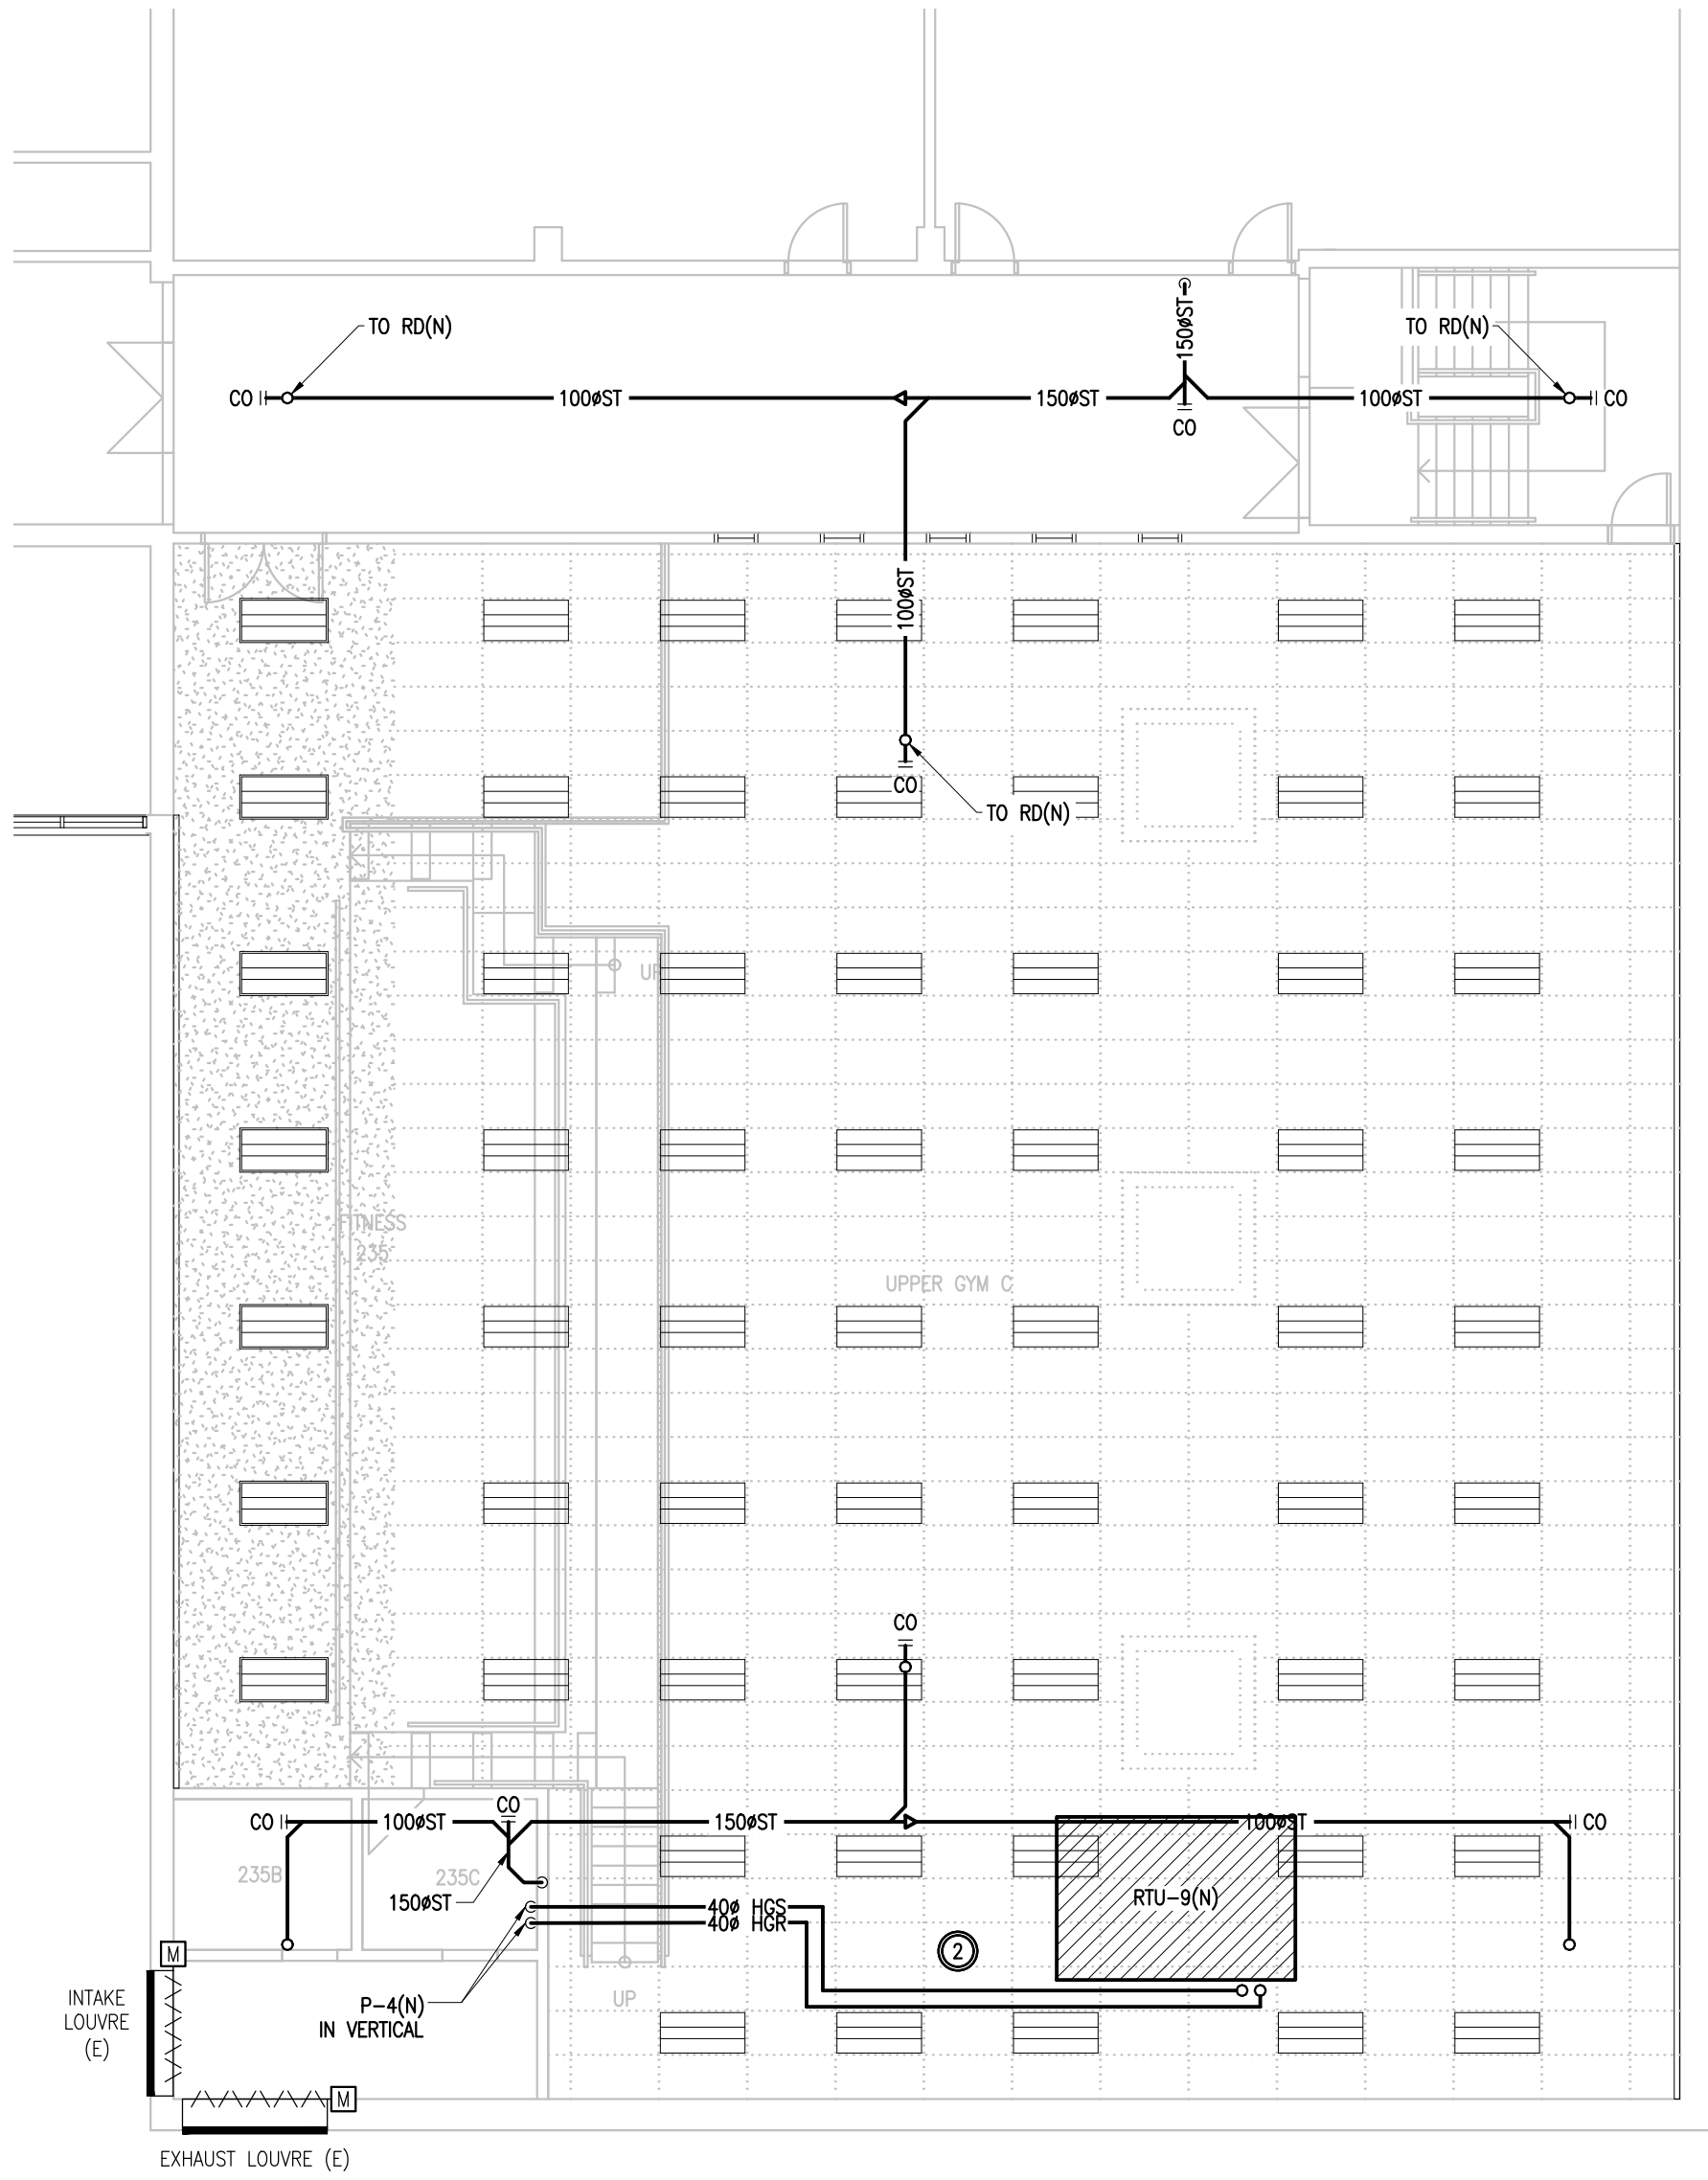 TO RD(N)
150øST
TO RD(N)
CO
100øST
150øST
100øST
CO
CO
100øST
CO
TO RD(N)
UP
FITNESS
235
UPPER GYM C
CO
CO
CO
100øST
150øST
100øST
CO
235B
235C
150øST
40ø HGS
40ø HGR
RTU-9(N)
2
M
INTAKE
LOUVRE
(E)
P-4(N)
IN VERTICAL
UP
M
EXHAUST LOUVRE (E)